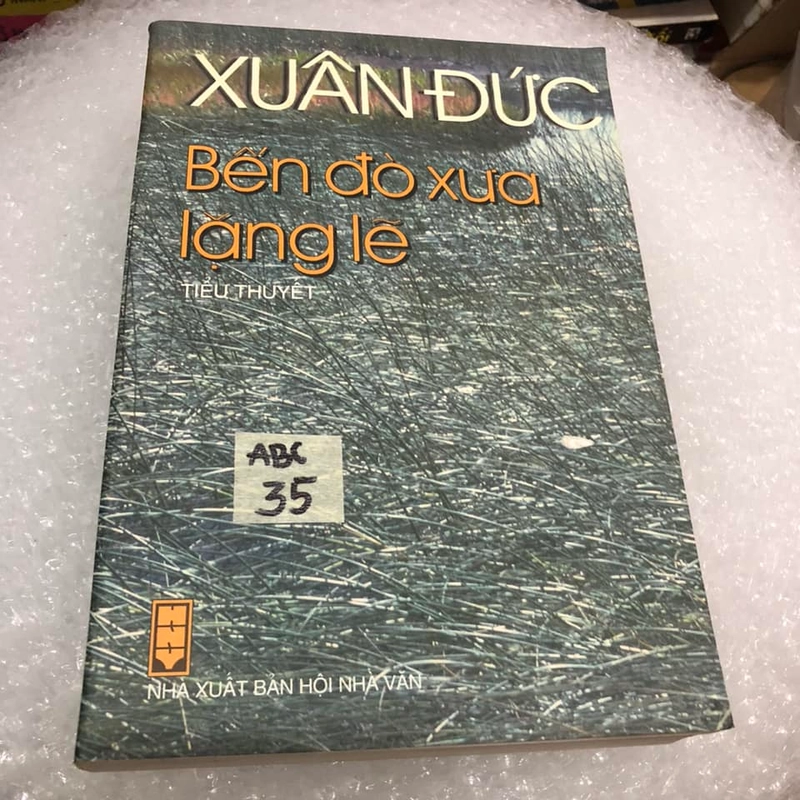 XUÂN ĐỨC
Bến đò xưa
lặng lẽ
TIỂU THUYẾT
ABC
35
NHÀ XUẤT BẢN HỘI NHÀ VĂN